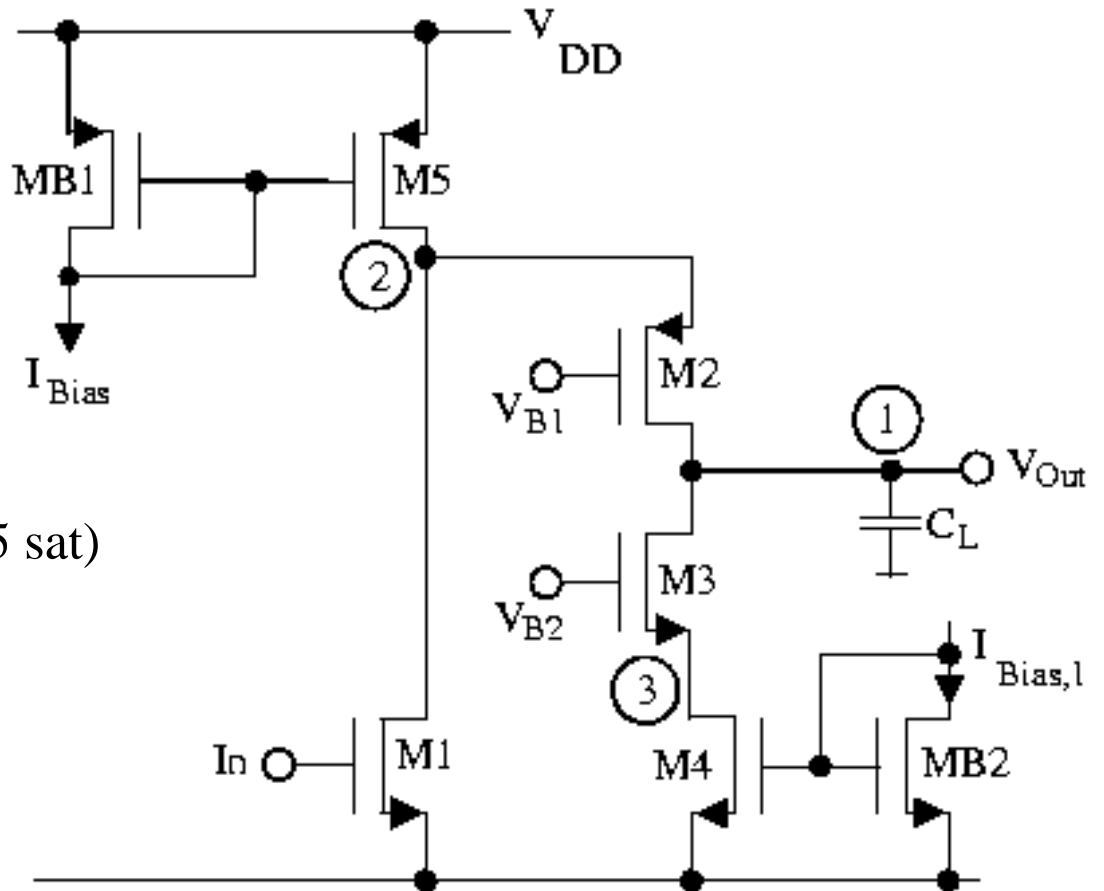 V DD
MB1
M5
2
I Bias
M2
V B1
1
V Out
5 sat)
C L
M3
V B2
I Bias,1
3
In
M1
M4
MB2